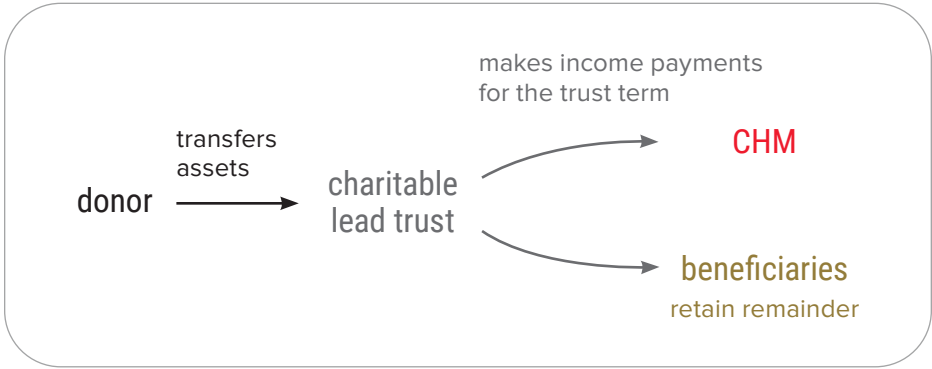 makes income payments
for the trust term
transfers
assets
CHM
donor
charitable
lead trust
beneficiaries
retain remainder